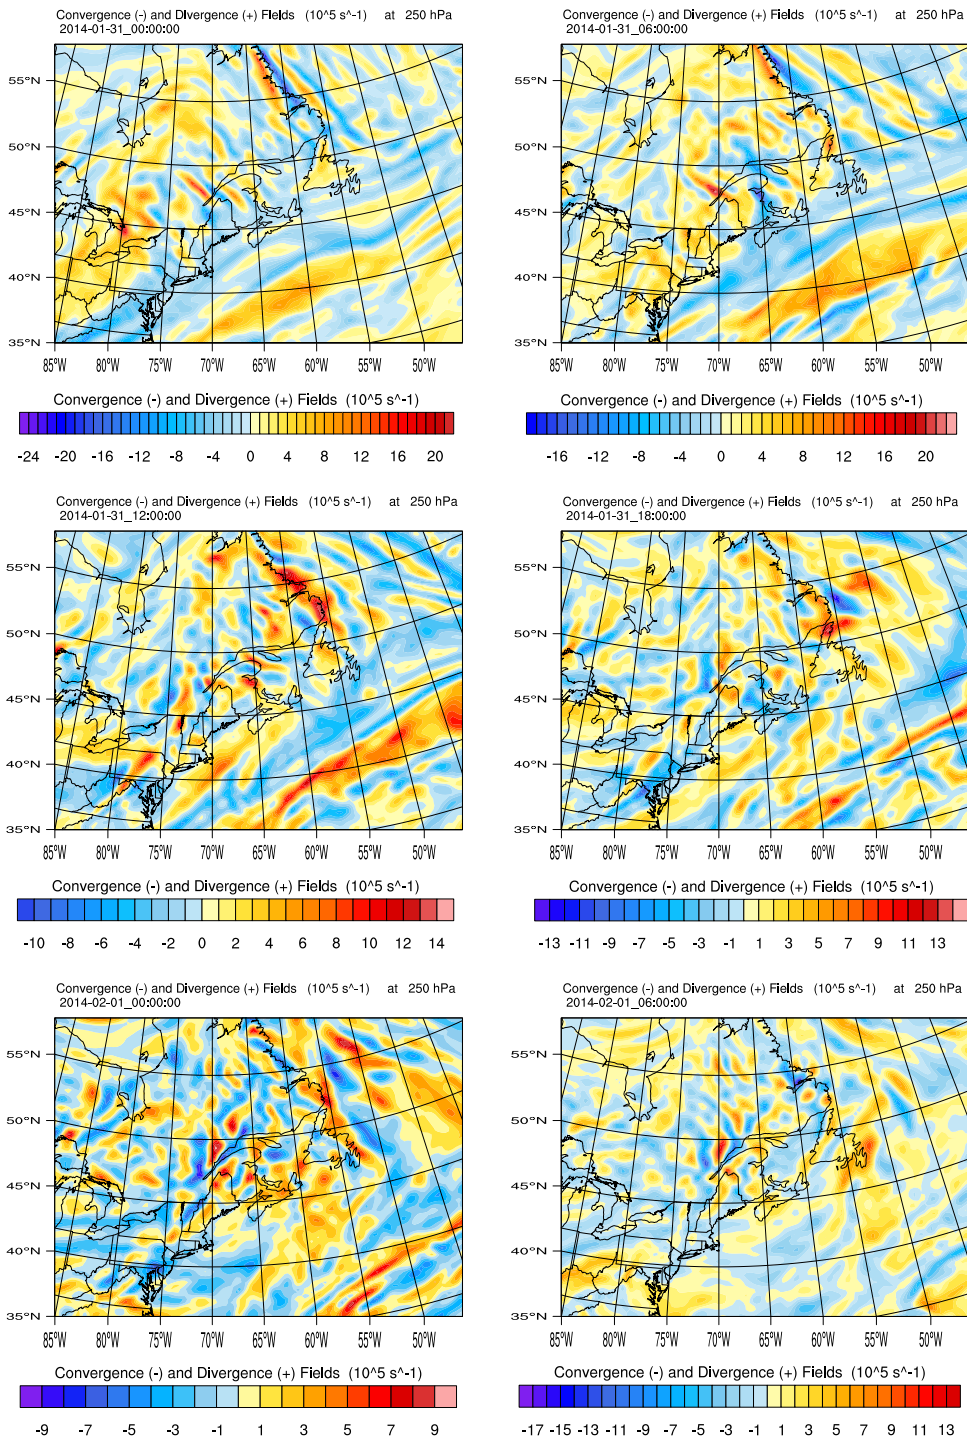 Convergence (-) and Divergence (+) Fields (10^5 s^-1) at 250 hPa
2014-01-31_00:00:00
55°N
50°N
45°N
40°N
35°N
85°W 80°W 75°W 70°W 65°W 60°W 55°W 50°W
Convergence (-) and Divergence (+) Fields (10^5 s^-1)
-24 -20 -16 -12 -8 -4 0 4 8 12 16 20
Convergence (-) and Divergence (+) Fields (10^5 s^-1) at 250 hPa
2014-01-31_06:00:00
55°N
50°N
45°N
40°N
35°N
85°W 80°W 75°W 70°W 65°W 60°W 55°W 50°W
Convergence (-) and Divergence (+) Fields (10^5 s^-1)
-16 -12 -8 -4 0 4 8 12 16 20
Convergence (-) and Divergence (+) Fields (10^5 s^-1) at 250 hPa
2014-01-31_12:00:00
55°N
50°N
45°N
40°N
35°N
85°W 80°W 75°W 70°W 65°W 60°W 55°W 50°W
Convergence (-) and Divergence (+) Fields (10^5 s^-1)
-10 -8 -6 -4 -2 0 2 4 6 8 10 12 14
Convergence (-) and Divergence (+) Fields (10^5 s^-1) at 250 hPa
2014-01-31_18:00:00
55°N
50°N
45°N
40°N
35°N
85°W 80°W 75°W 70°W 65°W 60°W 55°W 50°W
Convergence (-) and Divergence (+) Fields (10^5 s^-1)
-13 -11 -9 -7 -5 -3 -1 1 3 5 7 9 11 13
Convergence (-) and Divergence (+) Fields (10^5 s^-1) at 250 hPa
2014-02-01_00:00:00
55°N
50°N
45°N
40°N
35°N
85°W 80°W 75°W 70°W 65°W 60°W 55°W 50°W
Convergence (-) and Divergence (+) Fields (10^5 s^-1)
-9 -7 -5 -3 -1 1 3 5 7 9
Convergence (-) and Divergence (+) Fields (10^5 s^-1) at 250 hPa
2014-02-01_06:00:00
55°N
50°N
45°N
40°N
35°N
85°W 80°W 75°W 70°W 65°W 60°W 55°W 50°W
Convergence (-) and Divergence (+) Fields (10^5 s^-1)
-17 -15 -13 -11 -9 -7 -5 -3 -1 1 3 5 7 9 11 13